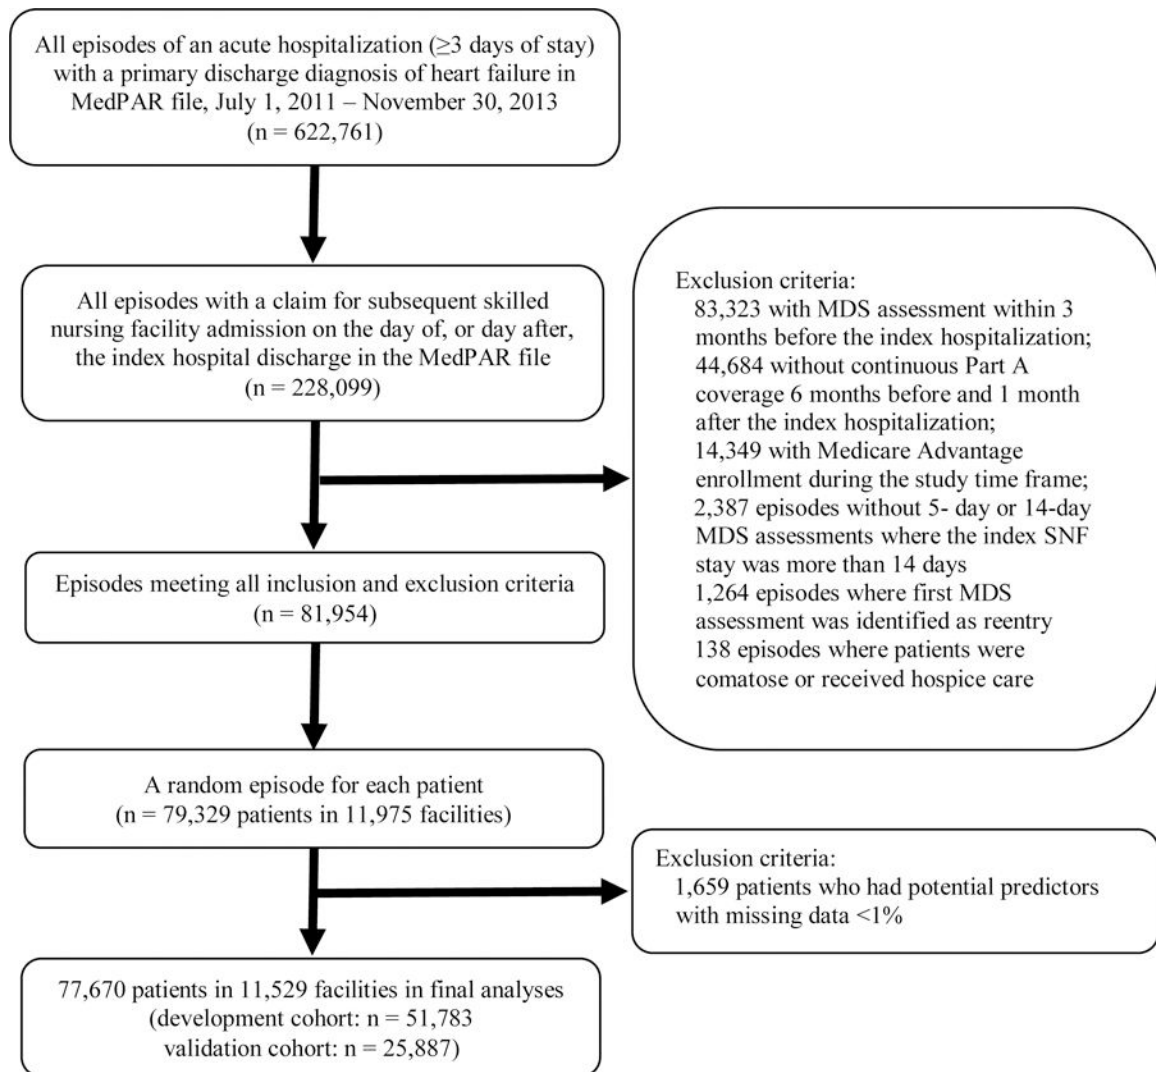 All episodes of an acute hospitalization (≥3 days of stay)
with a primary discharge diagnosis of heart failure in
MedPAR file, July 1, 2011 – November 30, 2013
(n = 622,761)
All episodes with a claim for subsequent skilled
nursing facility admission on the day of, or day after,
the index hospital discharge in the MedPAR file
(n = 228,099)
Exclusion criteria:
83,323 with MDS assessment within 3
months before the index hospitalization;
44,684 without continuous Part A
coverage 6 months before and 1 month
after the index hospitalization;
14,349 with Medicare Advantage
enrollment during the study time frame;
2,387 episodes without 5- day or 14-day
MDS assessments where the index SNF
stay was more than 14 days
1,264 episodes where first MDS
assessment was identified as reentry
138 episodes where patients were
comatose or received hospice care
Episodes meeting all inclusion and exclusion criteria
(n = 81,954)
A random episode for each patient
(n = 79,329 patients in 11,975 facilities)
Exclusion criteria:
1,659 patients who had potential predictors
with missing data <1%
77,670 patients in 11,529 facilities in final analyses
(development cohort: n = 51,783
validation cohort: n = 25,887)